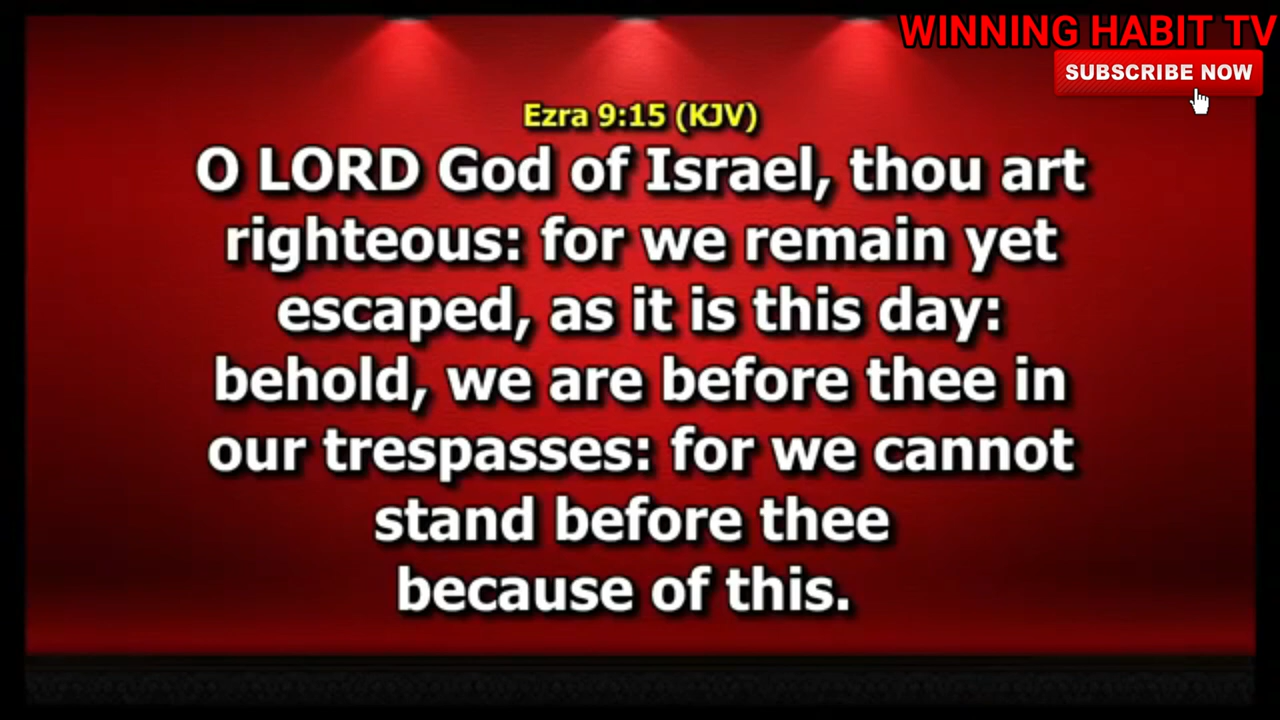 WINNING HABIT TV
SUBSCRIBE NOW
Ezra 9:15 (KJV)
O LORD God of Israel, thou art
righteous: for we remain yet
escaped, as it is this day:
behold, we are before thee in
our trespasses: for we cannot
stand before thee
because of this.